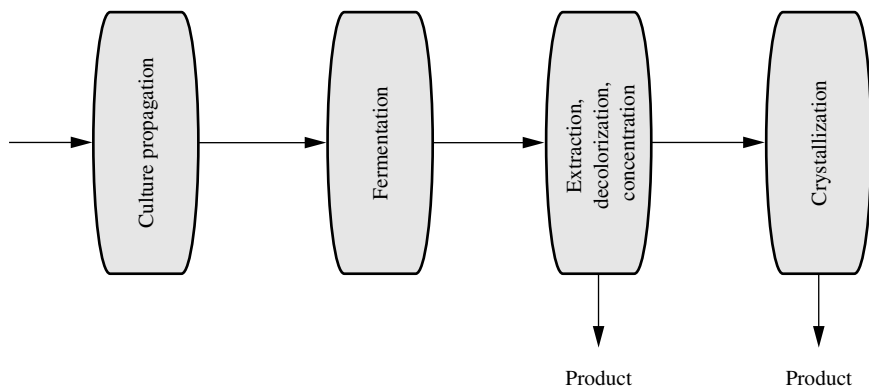 Culture propagation
Fermentation
Extraction,
decolorization,
concentration
Crystallization
Product
Product